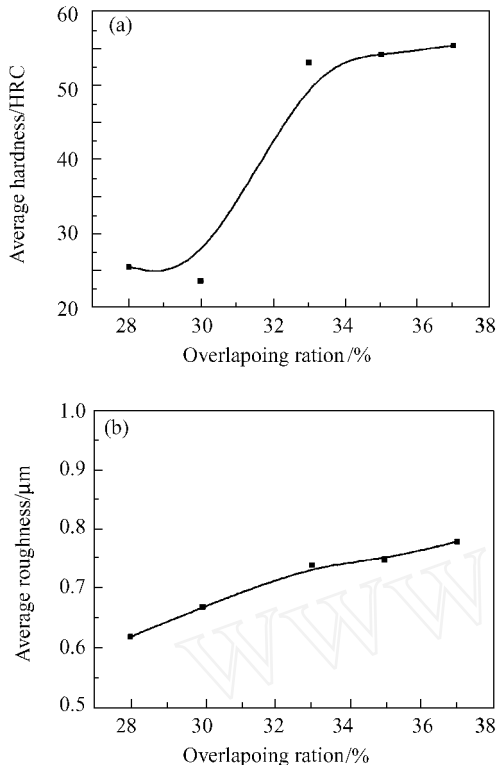 (a)
Average hardness/HRC
60
50
40
30
20
28 30 32 34 36 38
Overlapoing ration/%
(b)
Average roughness/μm
1.0
0.9
0.8
0.7
0.6
0.5
28 30 32 34 36 38
Overlapoing ration/%
WWW